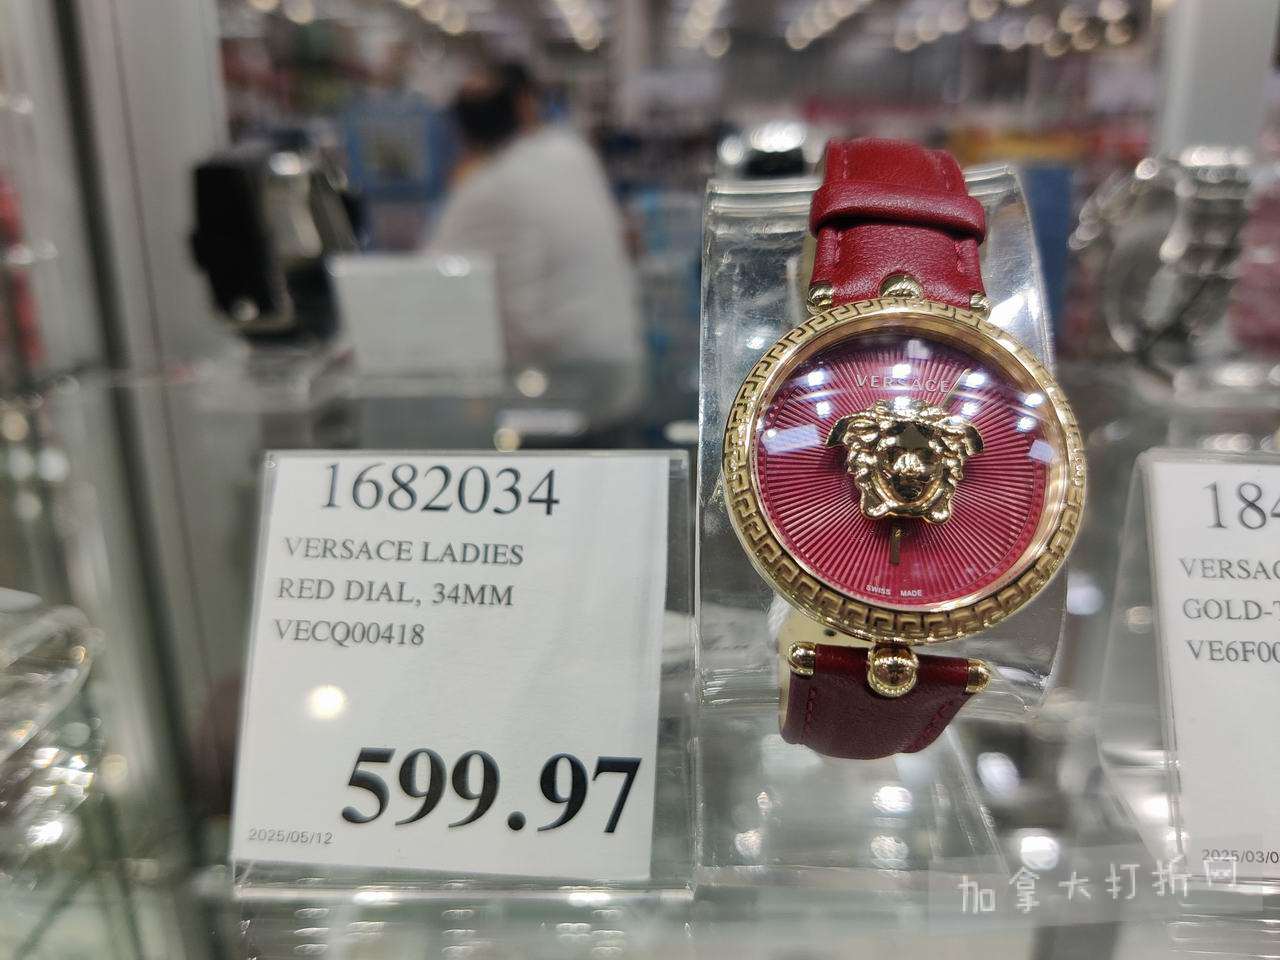 1682034
VERSACE LADIES
RED DIAL, 34MM
VECQ00418
599.97
2025/05/12
VERSACE
SWISS MADE
184
VERSAC
GOLD-T
VE6F00
2025/03/0
加拿大打折网